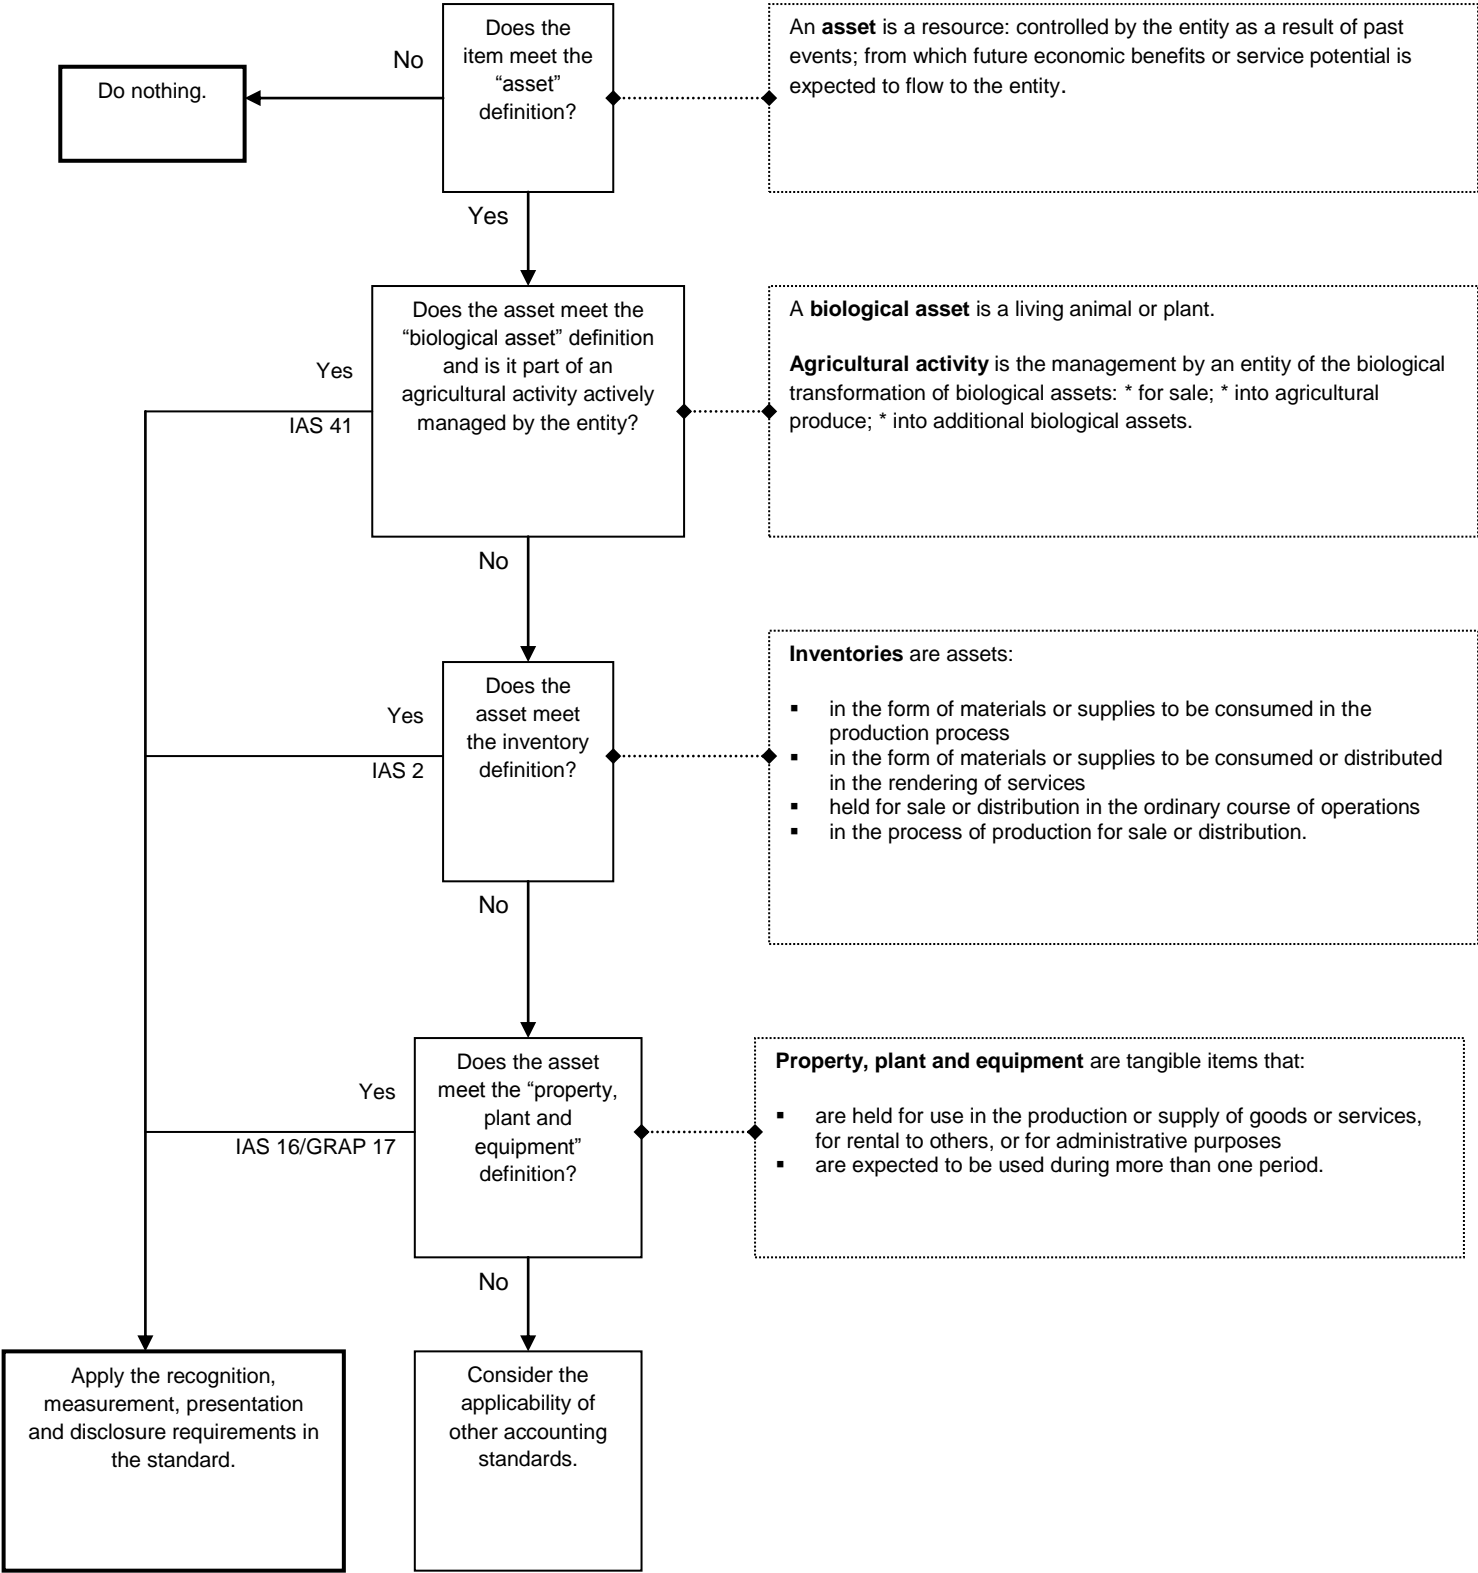 Does the
item meet the
“asset”
definition?
No
Do nothing.
An asset is a resource: controlled by the entity as a result of past
events; from which future economic benefits or service potential is
expected to flow to the entity.
Yes
Does the asset meet the
“biological asset” definition
and is it part of an
agricultural activity actively
managed by the entity?
Yes
IAS 41
A biological asset is a living animal or plant.
Agricultural activity is the management by an entity of the biological
transformation of biological assets: * for sale; * into agricultural
produce; * into additional biological assets.
No
Does the
asset meet
the inventory
definition?
Yes
IAS 2
Inventories are assets:
▪ in the form of materials or supplies to be consumed in the
production process
▪ in the form of materials or supplies to be consumed or distributed
in the rendering of services
▪ held for sale or distribution in the ordinary course of operations
▪ in the process of production for sale or distribution.
No
Does the asset
meet the “property,
plant and
equipment”
definition?
Yes
IAS 16/GRAP 17
Property, plant and equipment are tangible items that:
▪ are held for use in the production or supply of goods or services,
for rental to others, or for administrative purposes
▪ are expected to be used during more than one period.
No
Apply the recognition,
measurement, presentation
and disclosure requirements in
the standard.
Consider the
applicability of
other accounting
standards.